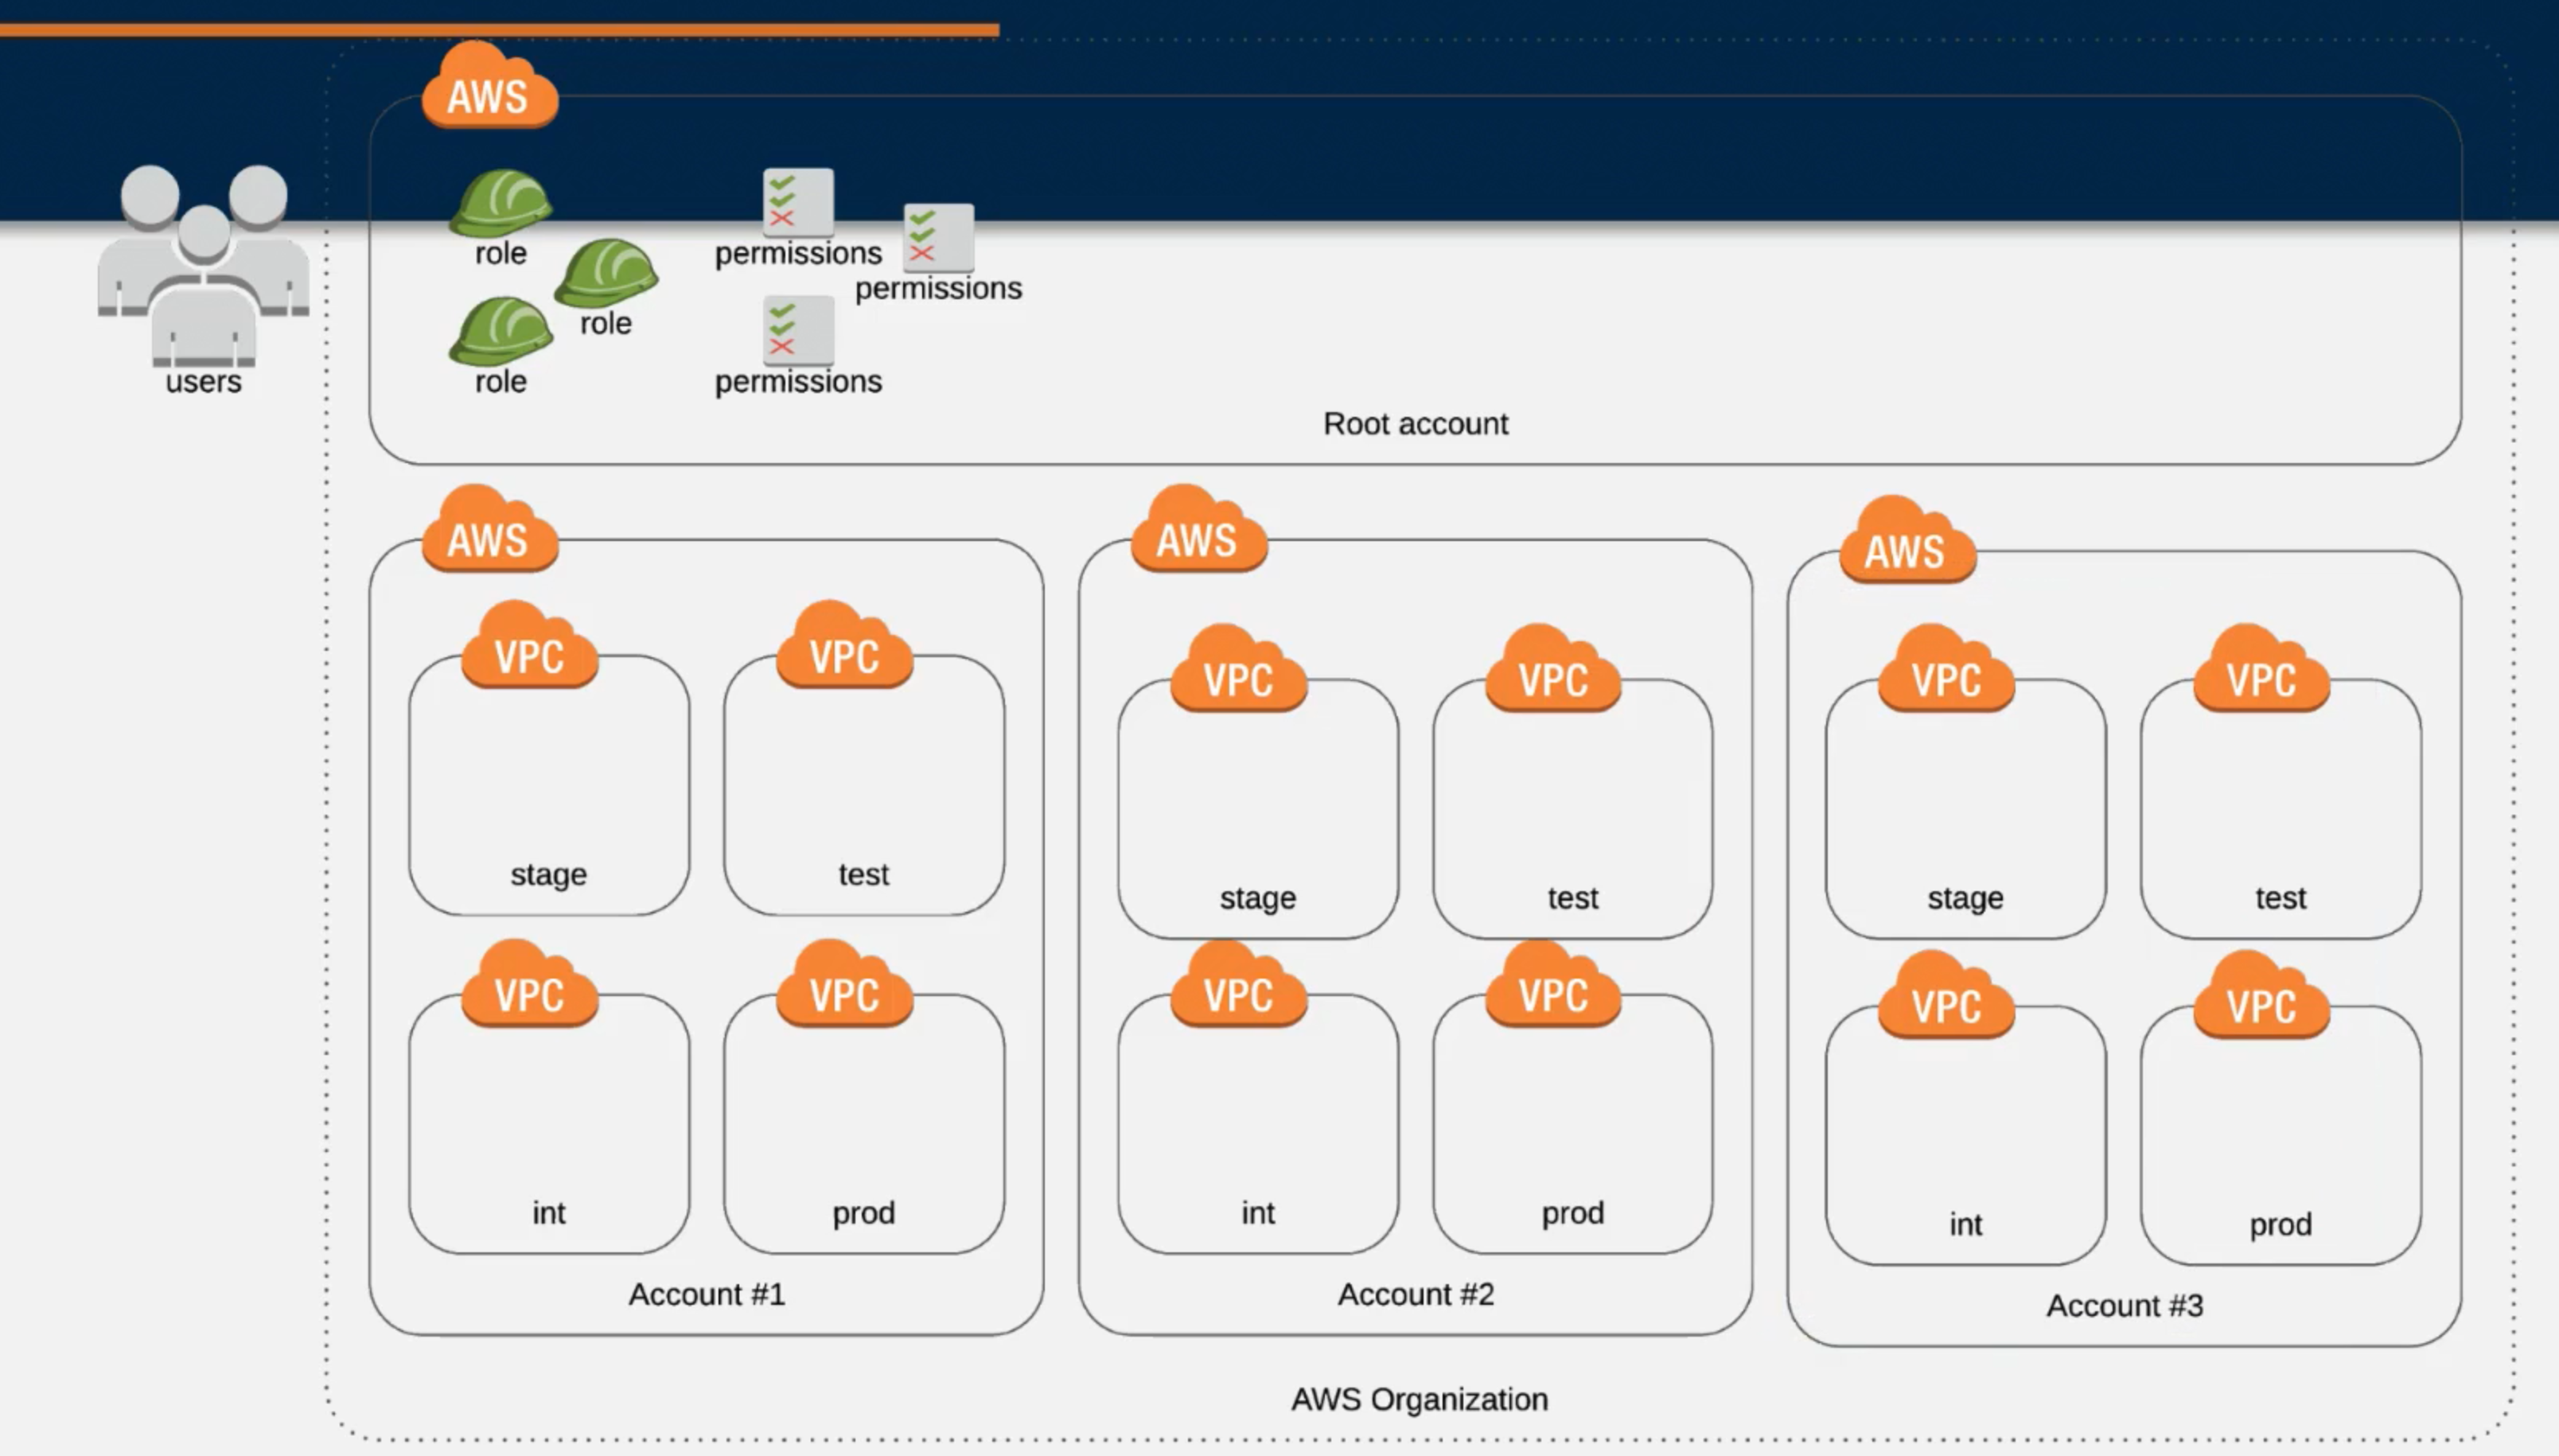 AWS
role
permissions
permissions
role
users
role
permissions
Root account
AWS
AWS
AWS
VPC
VPC
VPC
VPC
VPC
VPC
stage
test
stage
test
stage
test
VPC
VPC
VPC
VPC
VPC
VPC
int
prod
int
prod
int
prod
Account #1
Account #2
Account #3
AWS Organization